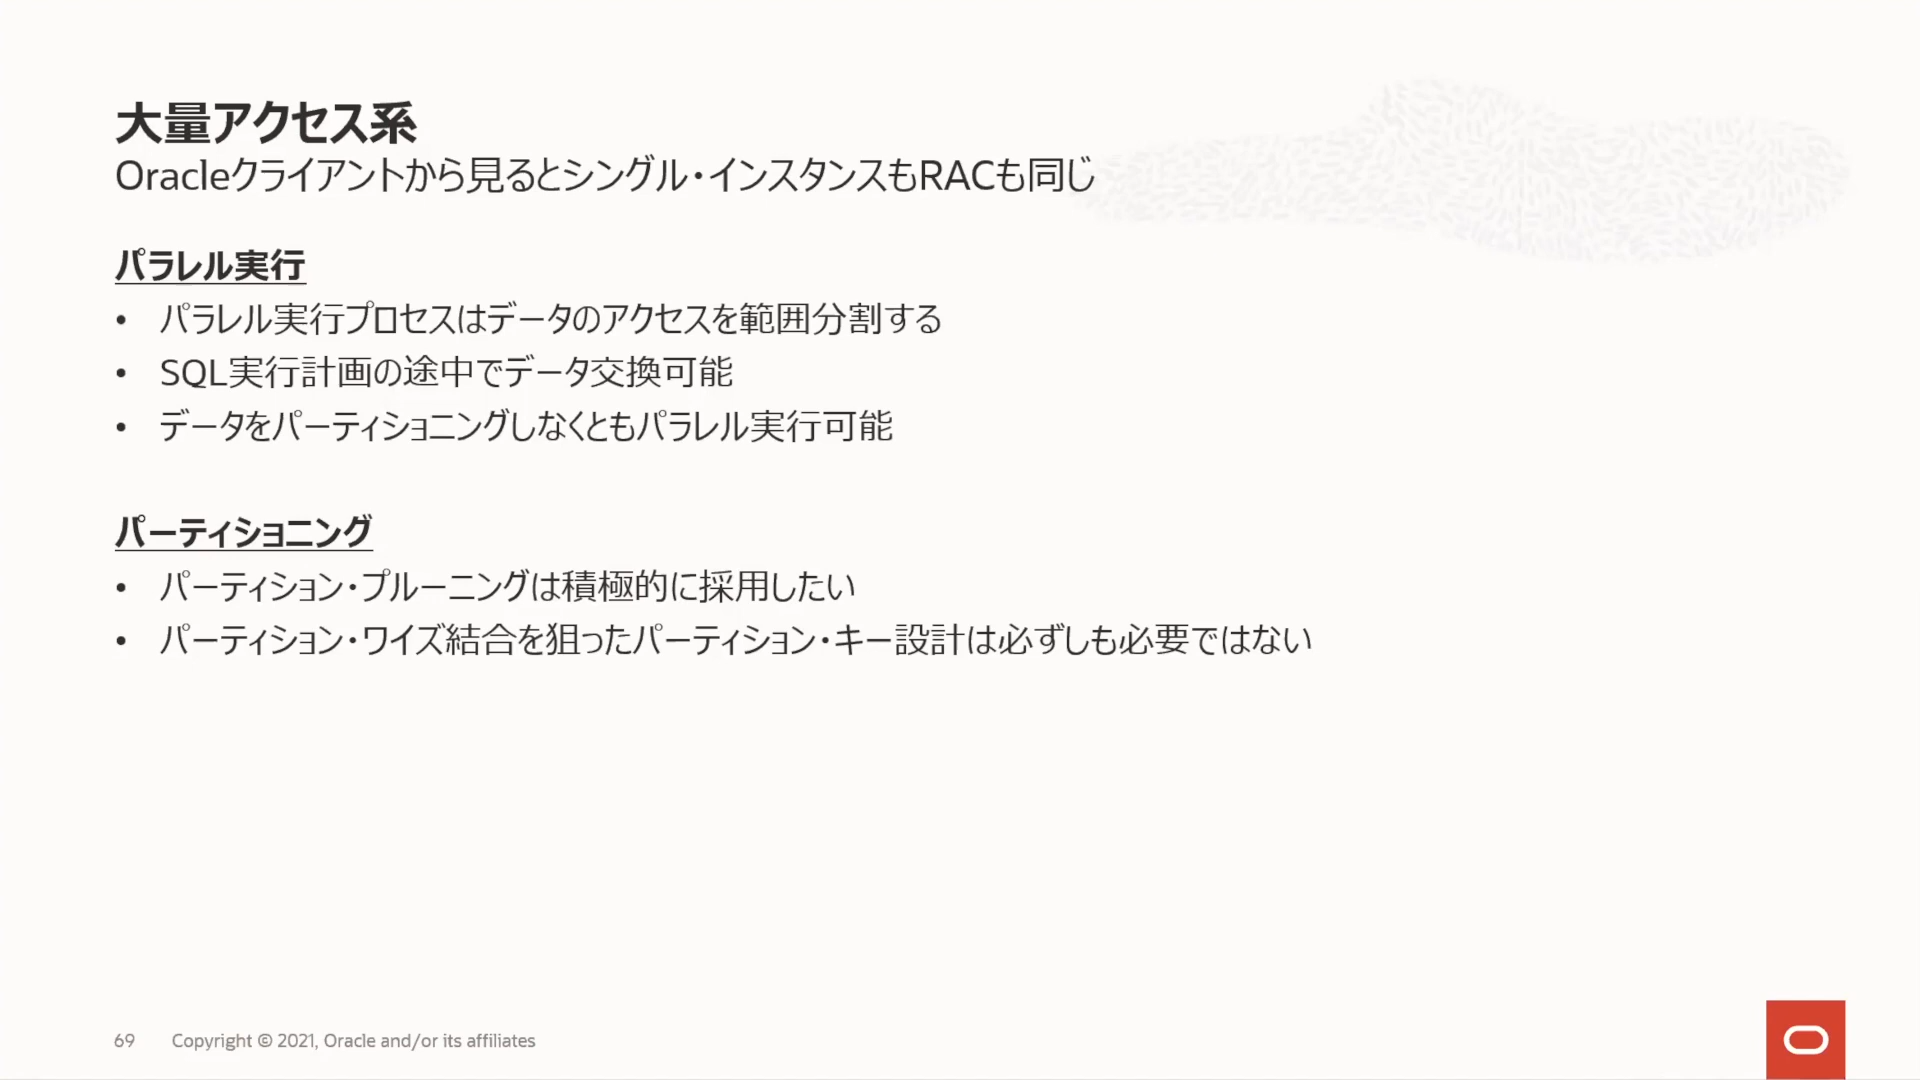 大量アクセス系
Oracleクライアントから見るとシングル・インスタンスもRACも同じ
パラレル実行
• パラレル実行プロセスはデータのアクセスを範囲分割する
• SQL実行計画の途中でデータ交換可能
• データをパーティショニングしなくともパラレル実行可能
パーティショニング
• パーティション・プルーニングは積極的に採用したい
• パーティション・ワイズ結合を狙ったパーティション・キー設計は必ずしも必要ではない
69 Copyright © 2021, Oracle and/or its affiliates